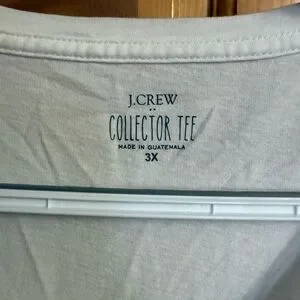 J.CREW
COLLECTOR TEE
MADE IN GUATEMALA
3X